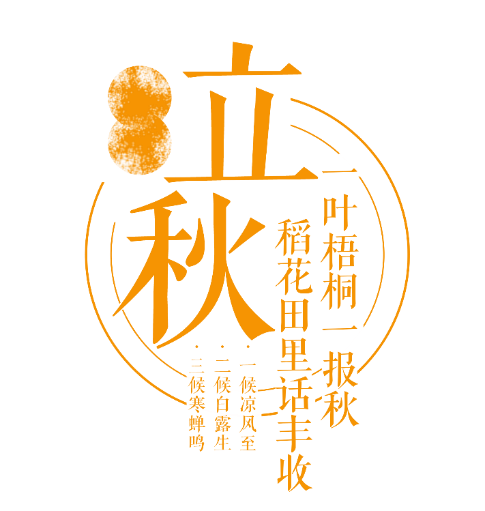 立秋
一叶梧桐一报秋
稻花田里话丰收
·一候凉风至
·二候白露生
·三候寒蝉鸣